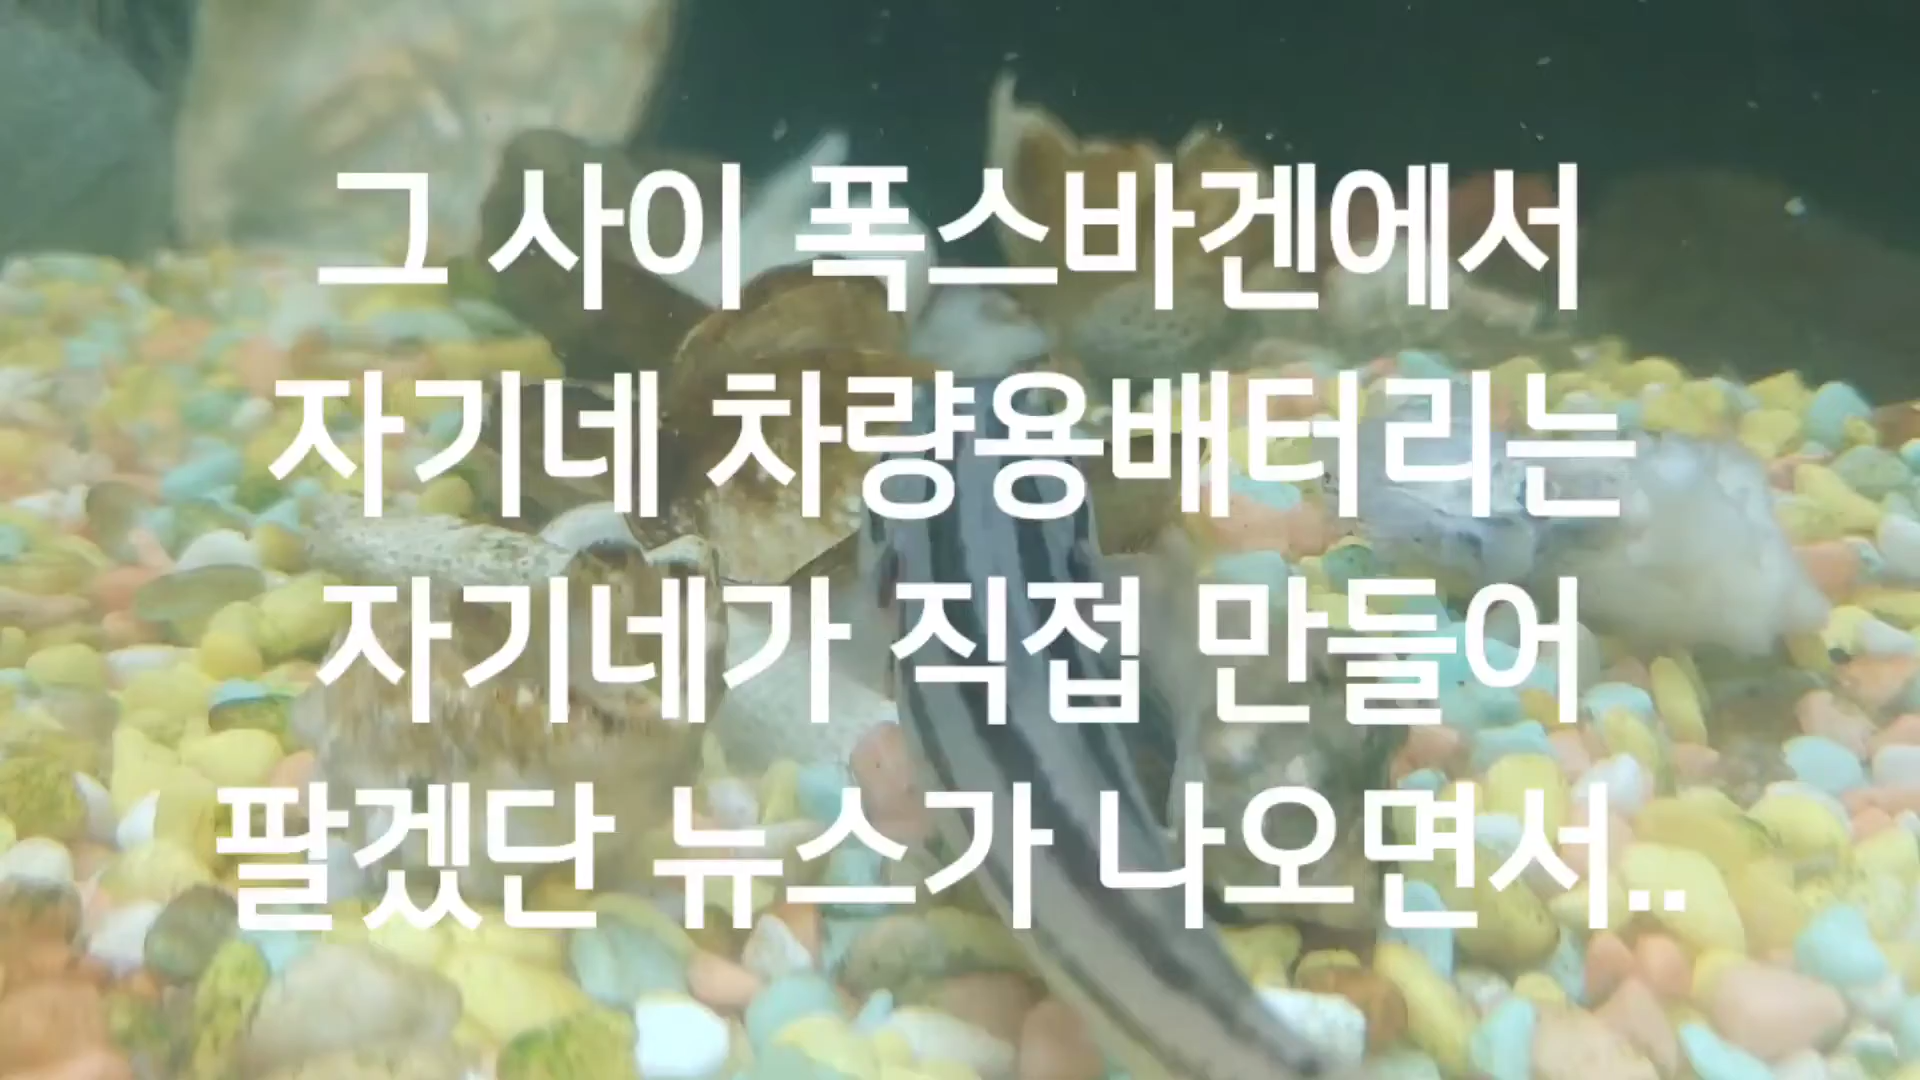 그 사이 폭스바겐에서
자기네 차량용배터리는
자기네가 직접 만들어
팔겠단 뉴스가 나오면서..